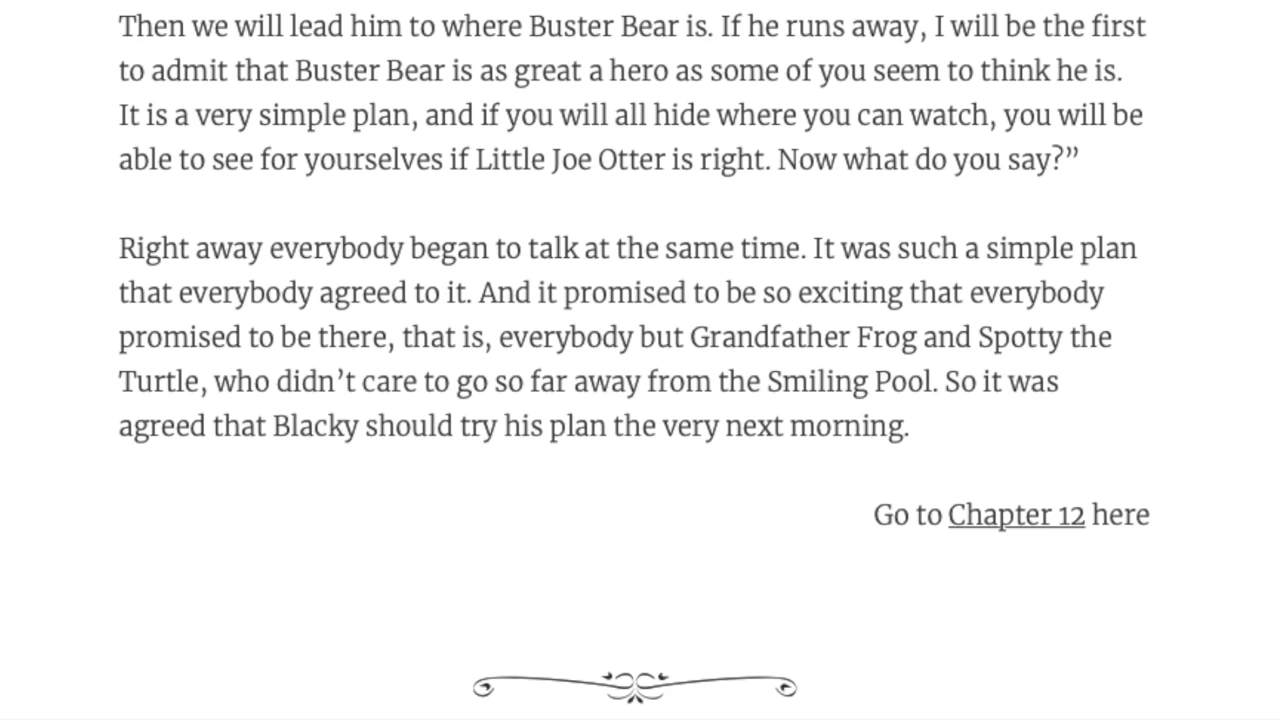 Then we will lead him to where Buster Bear is. If he runs away, I will be the first
to admit that Buster Bear is as great a hero as some of you seem to think he is.
It is a very simple plan, and if you will all hide where you can watch, you will be
able to see for yourselves if Little Joe Otter is right. Now what do you say?”
Right away everybody began to talk at the same time. It was such a simple plan
that everybody agreed to it. And it promised to be so exciting that everybody
promised to be there, that is, everybody but Grandfather Frog and Spotty the
Turtle, who didn’t care to go so far away from the Smiling Pool. So it was
agreed that Blacky should try his plan the very next morning.
Go to Chapter 12 here